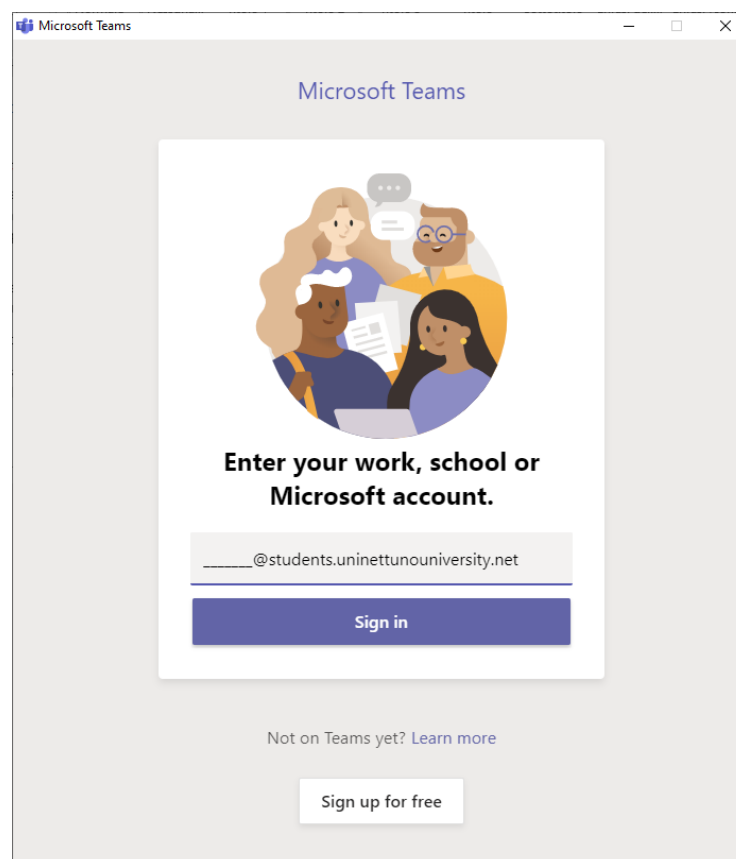 Microsoft Teams
Microsoft Teams
Enter your work, school or
Microsoft account.
_______@students.uninettunouniversity.net
Sign in
Not on Teams yet? Learn more
Sign up for free